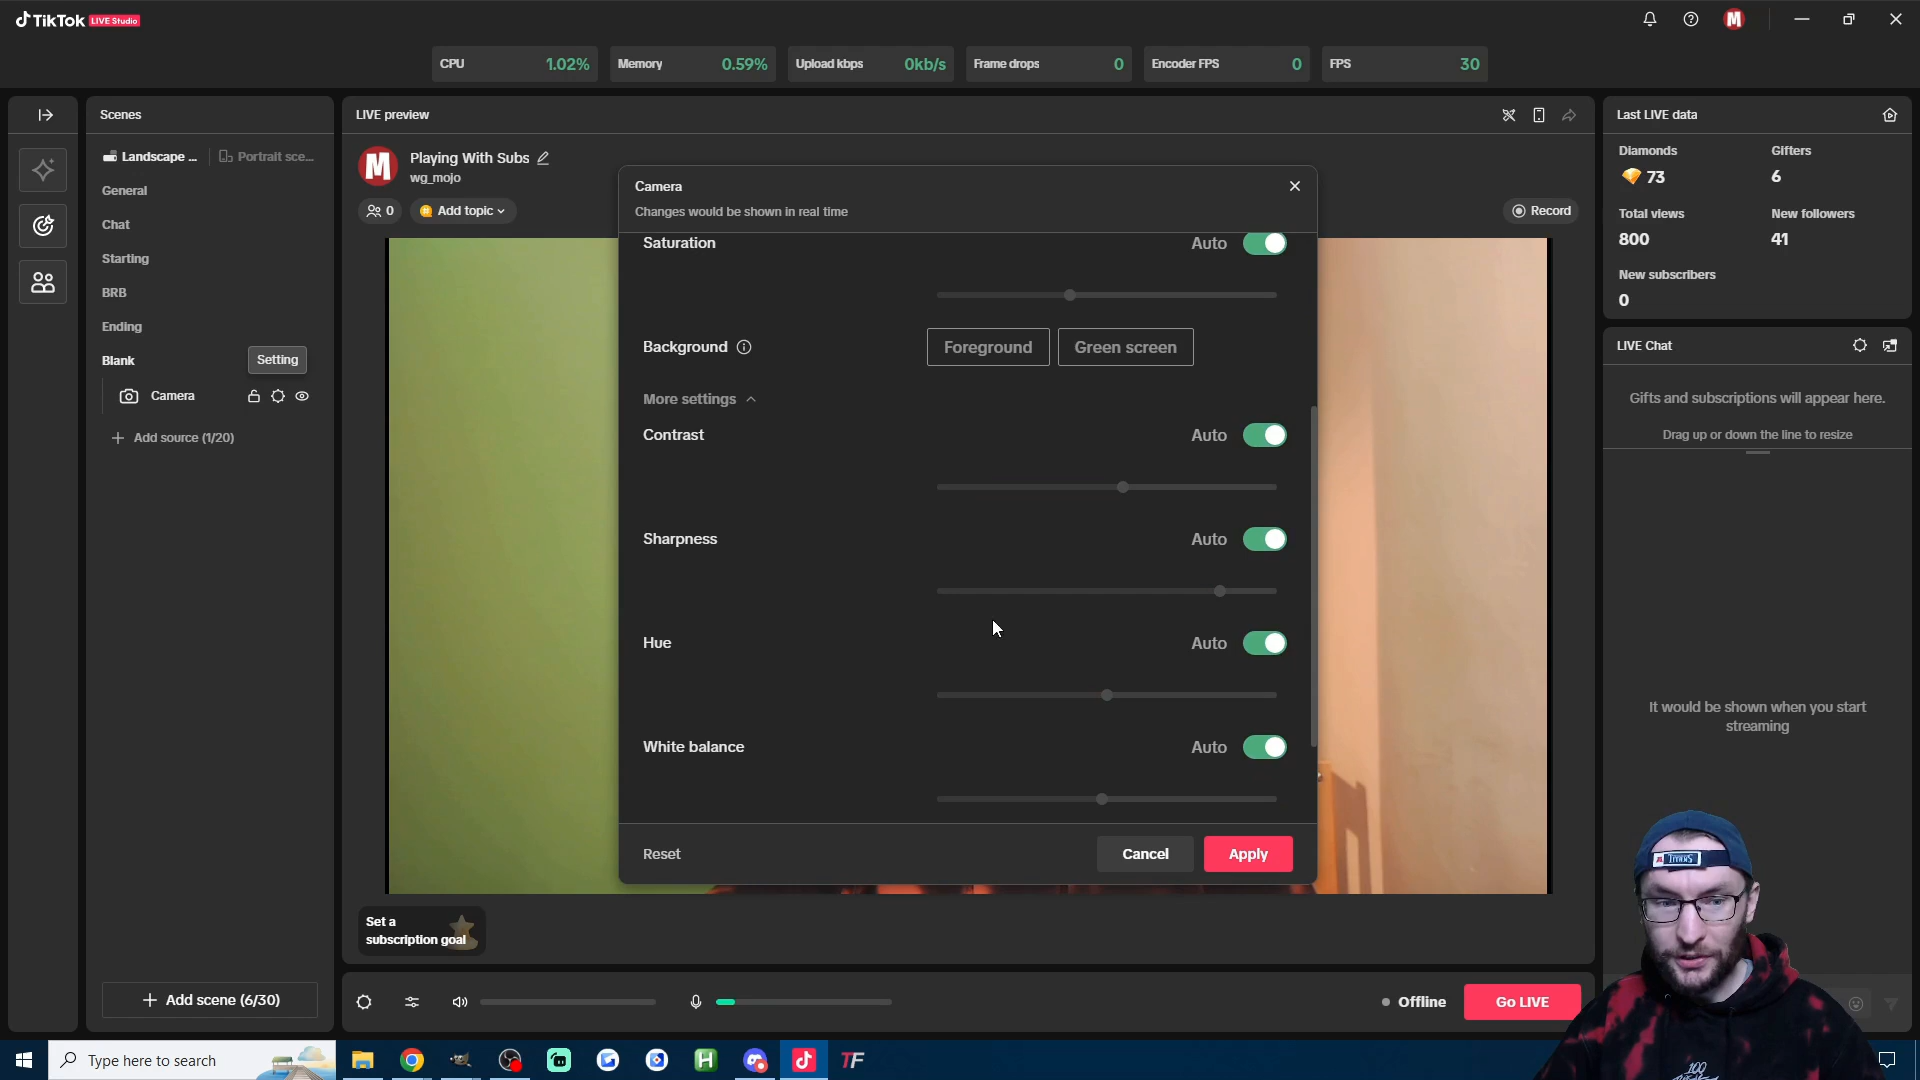 TikTok LIVE Studio
CPU 1.02%
Memory 0.59%
Upload kbps 0kb/s
Frame drops 0
Encoder FPS 0
FPS 30
M
Scenes
Landscape ...
Portrait sce...
General
Chat
Starting
BRB
Ending
Blank
Setting
Camera
Add source (1/20)
Add scene (6/30)
LIVE preview
M
Playing With Subs
wg_mojo
0
Add topic
Record
Camera
Changes would be shown in real time
Saturation Auto
Background Foreground Green screen
More settings
Contrast Auto
Sharpness Auto
Hue Auto
White balance Auto
Reset Cancel Apply
Set a
subscription goal
Offline
Go LIVE
Last LIVE data
Diamonds Gifters
73 6
Total views New followers
800 41
New subscribers
0
LIVE Chat
Gifts and subscriptions will appear here.
Drag up or down the line to resize
It would be shown when you start
streaming
TITANS
100
Type here to search
H
TF